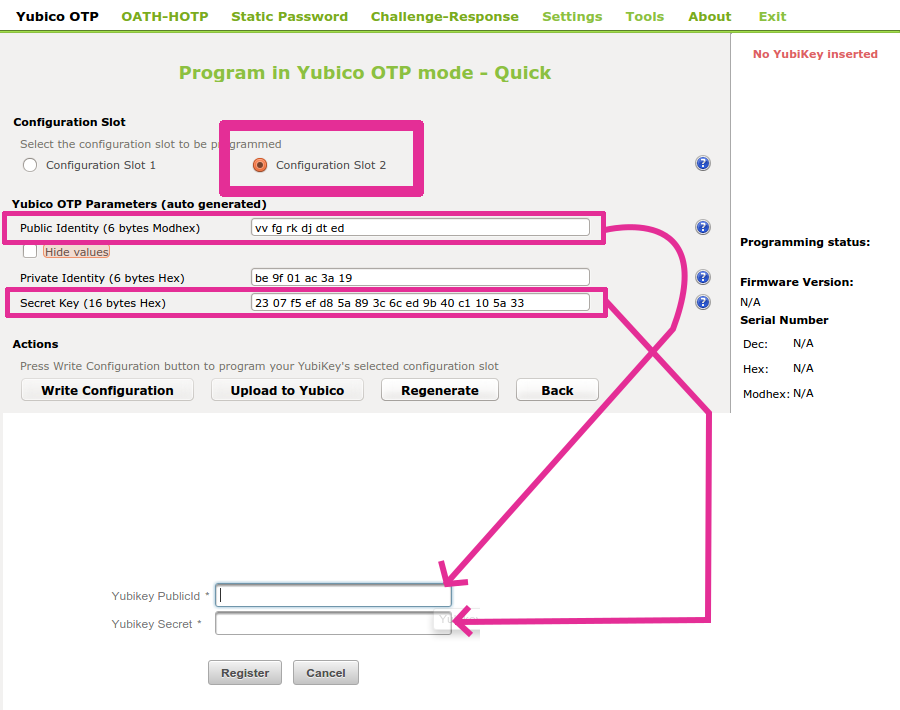 Yubico OTP OATH-HOTP Static Password Challenge-Response Settings Tools About Exit
No YubiKey inserted
Program in Yubico OTP mode - Quick
Configuration Slot
Select the configuration slot to be programmed
Configuration Slot 1 Configuration Slot 2
Yubico OTP Parameters (auto generated)
Public Identity (6 bytes Modhex) vv fg rk dj dt ed
Hide values
Private Identity (6 bytes Hex) be 9f 01 ac 3a 19
Secret Key (16 bytes Hex) 23 07 f5 ef d8 5a 89 3c 6c ed 9b 40 c1 10 5a 33
Actions
Press Write Configuration button to program your YubiKey's selected configuration slot
Write Configuration Upload to Yubico Regenerate Back
Programming status:
Firmware Version:
N/A
Serial Number
Dec: N/A
Hex: N/A
Modhex: N/A
Yubikey PublicId *
Yubikey Secret *
Register Cancel